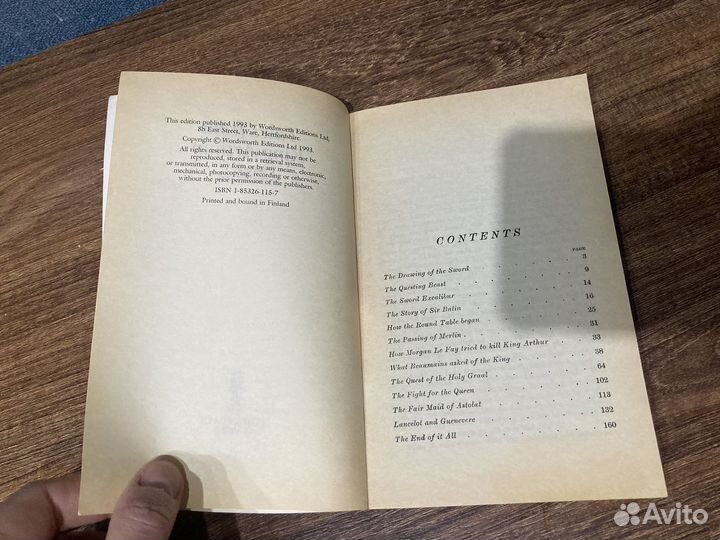 This edition published 1993 by Wordsworth Editions Ltd,
8b East Street, Ware, Hertfordshire.
Copyright © Wordsworth Editions Ltd 1993.
All rights reserved. This publication may not be
reproduced, stored in a retrieval system,
or transmitted, in any form or by any means, electronic,
mechanical, photocopying, recording or otherwise,
without the prior permission of the publishers.
ISBN 1-85326-115-7
Printed and bound in Finland
CONTENTS
PAGE
The Drawing of the Sword 3
The Questing Beast 9
The Sword Excalibur 14
The Story of Sir Balin 16
How the Round Table began 25
The Passing of Merlin 31
How Morgan Le Fay tried to kill King Arthur 33
What Beaumains asked of the King 38
The Quest of the Holy Graal 64
The Fight for the Queen 102
The Fair Maid of Astolat 113
Lancelot and Guenevere 132
The End of it All 160
Avito